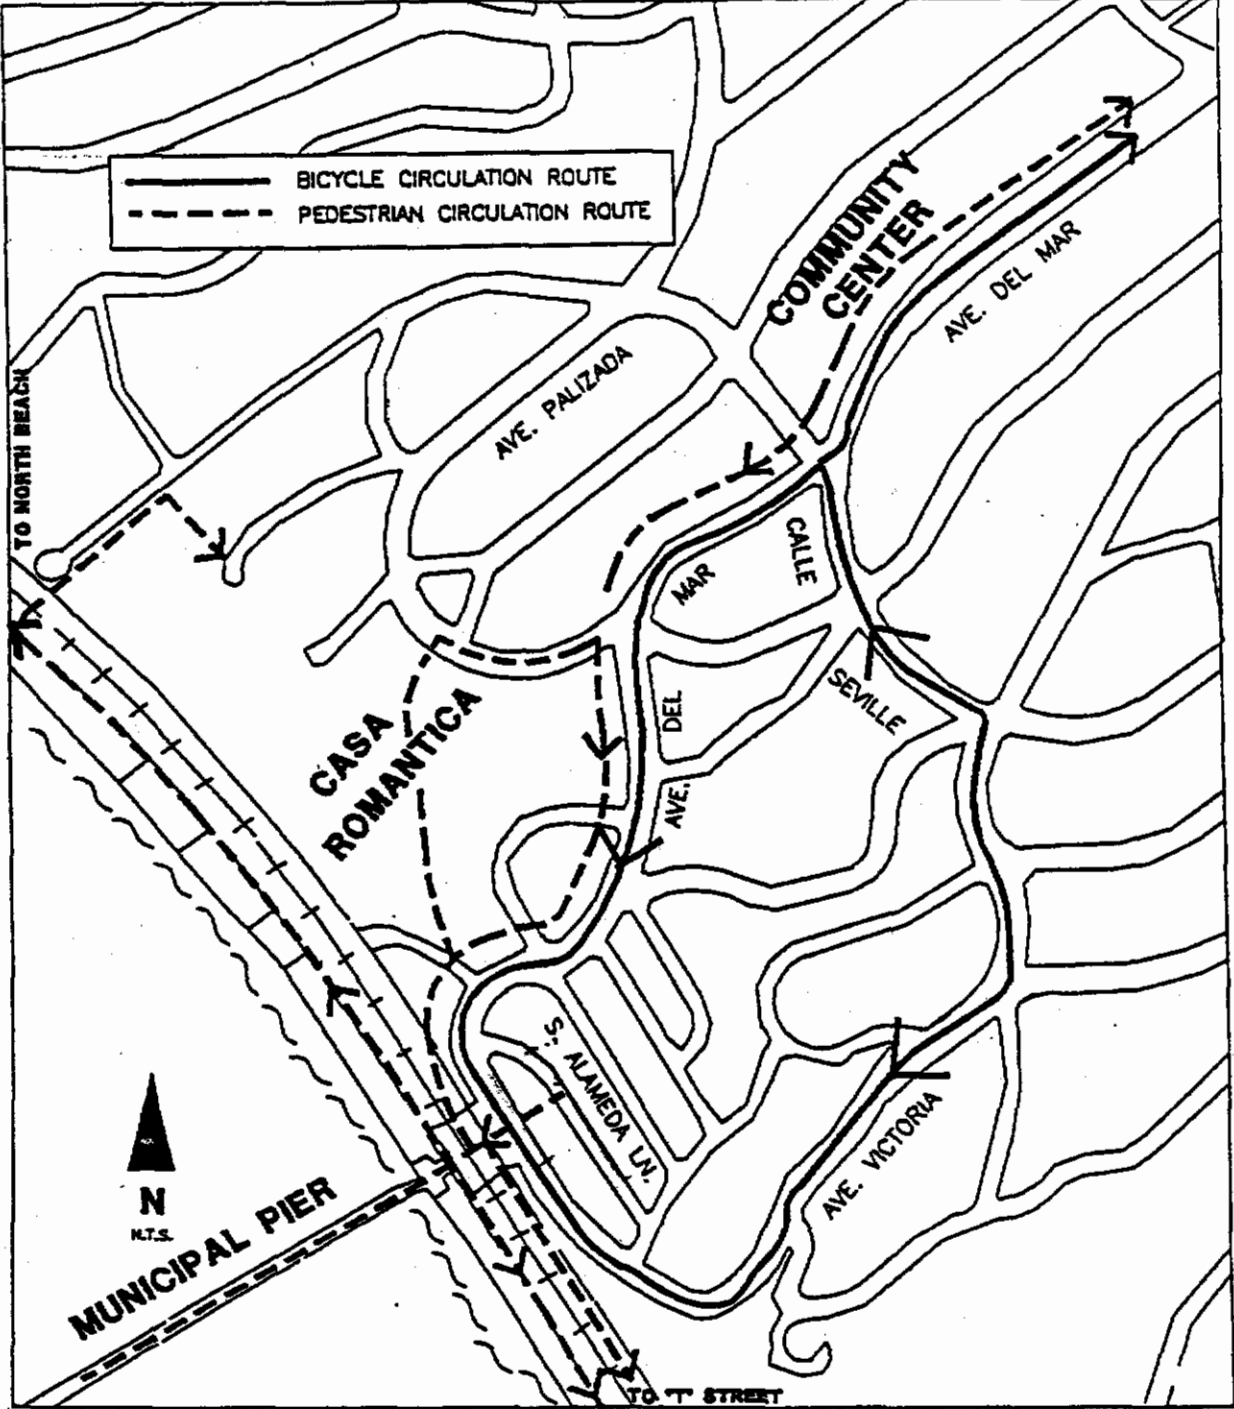 BICYCLE CIRCULATION ROUTE
PEDESTRIAN CIRCULATION ROUTE
COMMUNITY
CENTER
AVE. DEL MAR
AVE. PALIZADA
TO NORTH BEACH
CALLE
SEVILLE
MAR
DEL
AVE.
CASA
ROMANTICA
S. ALAMEDA LN.
AVE. VICTORIA
N
N.T.S.
MUNICIPAL PIER
TO "T" STREET